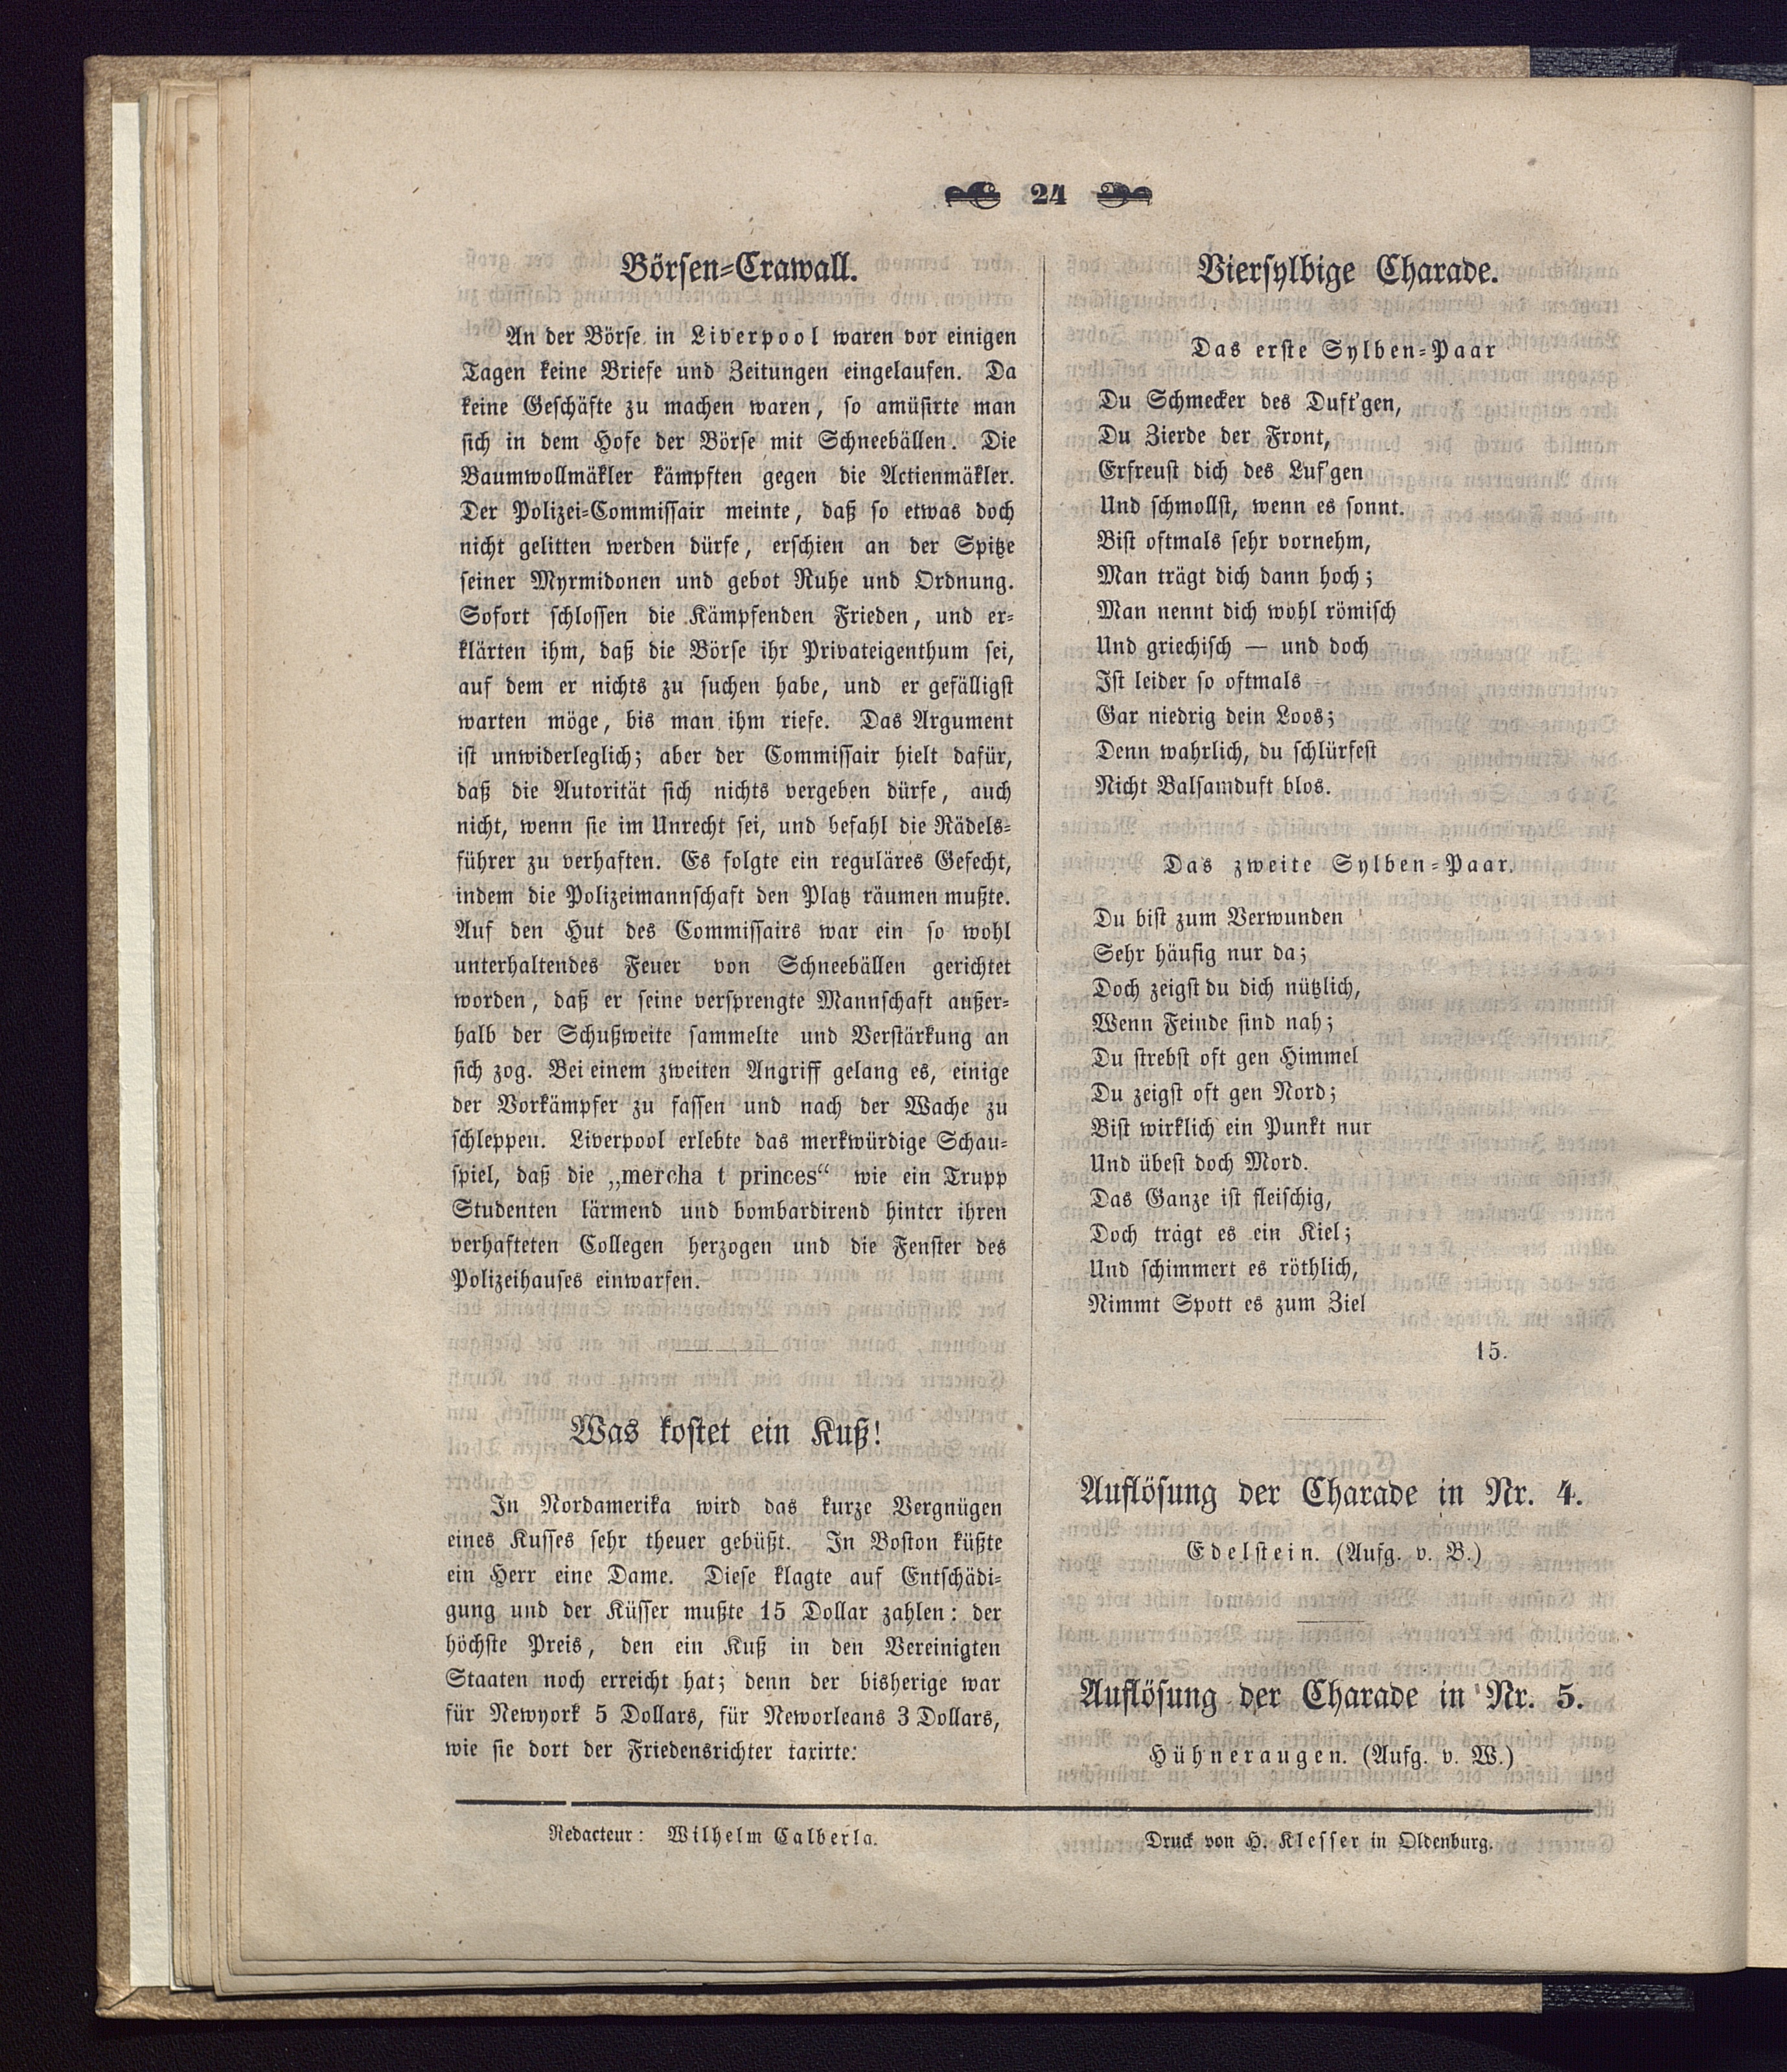 24
Börsen-Crawall.
An der Börse in Liverpool waren vor einigen
Tagen keine Briefe und Zeitungen eingelaufen. Da
keine Geschäfte zu machen waren, so amüsirte man
sich in dem Hofe der Börse mit Schneebällen. Die
Baumwollmäkler kämpften gegen die Actienmäkler.
Der Polizei-Commissair meinte, daß so etwas doch
nicht gelitten werden dürfe, erschien an der Spitze
seiner Myrmidonen und gebot Ruhe und Ordnung.
Sofort schlossen die Kämpfenden Frieden, und er-
klärten ihm, daß die Börse ihr Privateigenthum sei,
auf dem er nichts zu suchen habe, und er gefälligst
warten möge, bis man ihm riefe. Das Argument
ist unwiderleglich; aber der Commissair hielt dafür,
daß die Autorität sich nichts vergeben dürfe, auch
nicht, wenn sie im Unrecht sei, und befahl die Rädels-
führer zu verhaften. Es folgte ein reguläres Gefecht,
indem die Polizeimannschaft den Platz räumen mußte.
Auf den Hut des Commissairs war ein so wohl
unterhaltendes Feuer von Schneebällen gerichtet
worden, daß er seine versprengte Mannschaft außer-
halb der Schußweite sammelte und Verstärkung an
sich zog. Bei einem zweiten Angriff gelang es, einige
der Vorkämpfer zu fassen und nach der Wache zu
schleppen. Liverpool erlebte das merkwürdige Schau-
spiel, daß die „mercha t princes“ wie ein Trupp
Studenten lärmend und bombardirend hinter ihren
verhafteten Collegen herzogen und die Fenster des
Polizeihauses einwarfen.
Was kostet ein Kuß!
In Nordamerika wird das kurze Vergnügen
eines Kusses sehr theuer gebüßt. In Boston küßte
ein Herr eine Dame. Diese klagte auf Entschädi-
gung und der Küsser mußte 15 Dollar zahlen: der
höchste Preis, den ein Kuß in den Vereinigten
Staaten noch erreicht hat; denn der bisherige war
für Newyork 5 Dollars, für Neworleans 3 Dollars,
wie sie dort der Friedensrichter taxirte:
Viersylbige Charade.
Das erste Sylben-Paar
Du Schmecker des Duft'gen,
Du Zierde der Front,
Erfreust dich des Luf'gen
Und schmollst, wenn es sonnt.
Bist oftmals sehr vornehm,
Man trägt dich dann hoch;
Man nennt dich wohl römisch
Und griechisch — und doch
Ist leider so oftmals
Gar niedrig dein Loos;
Denn wahrlich, du schlürfest
Nicht Balsamduft blos.
Das zweite Sylben-Paar.
Du bist zum Verwunden
Sehr häufig nur da;
Doch zeigst du dich nützlich,
Wenn Feinde sind nah;
Du strebst oft gen Himmel
Du zeigst oft gen Nord;
Bist wirklich ein Punkt nur
Und übest doch Mord.
Das Ganze ist fleischig,
Doch trägt es ein Kiel;
Und schimmert es röthlich,
Nimmt Spott es zum Ziel
15.
Auflösung der Charade in Nr. 4.
Edelstein. (Aufg. v. B.)
Auflösung der Charade in Nr. 5.
Hühneraugen. (Aufg. v. W.)
Redacteur: Wilhelm Calberla.
Druck von H. Klesser in Oldenburg.